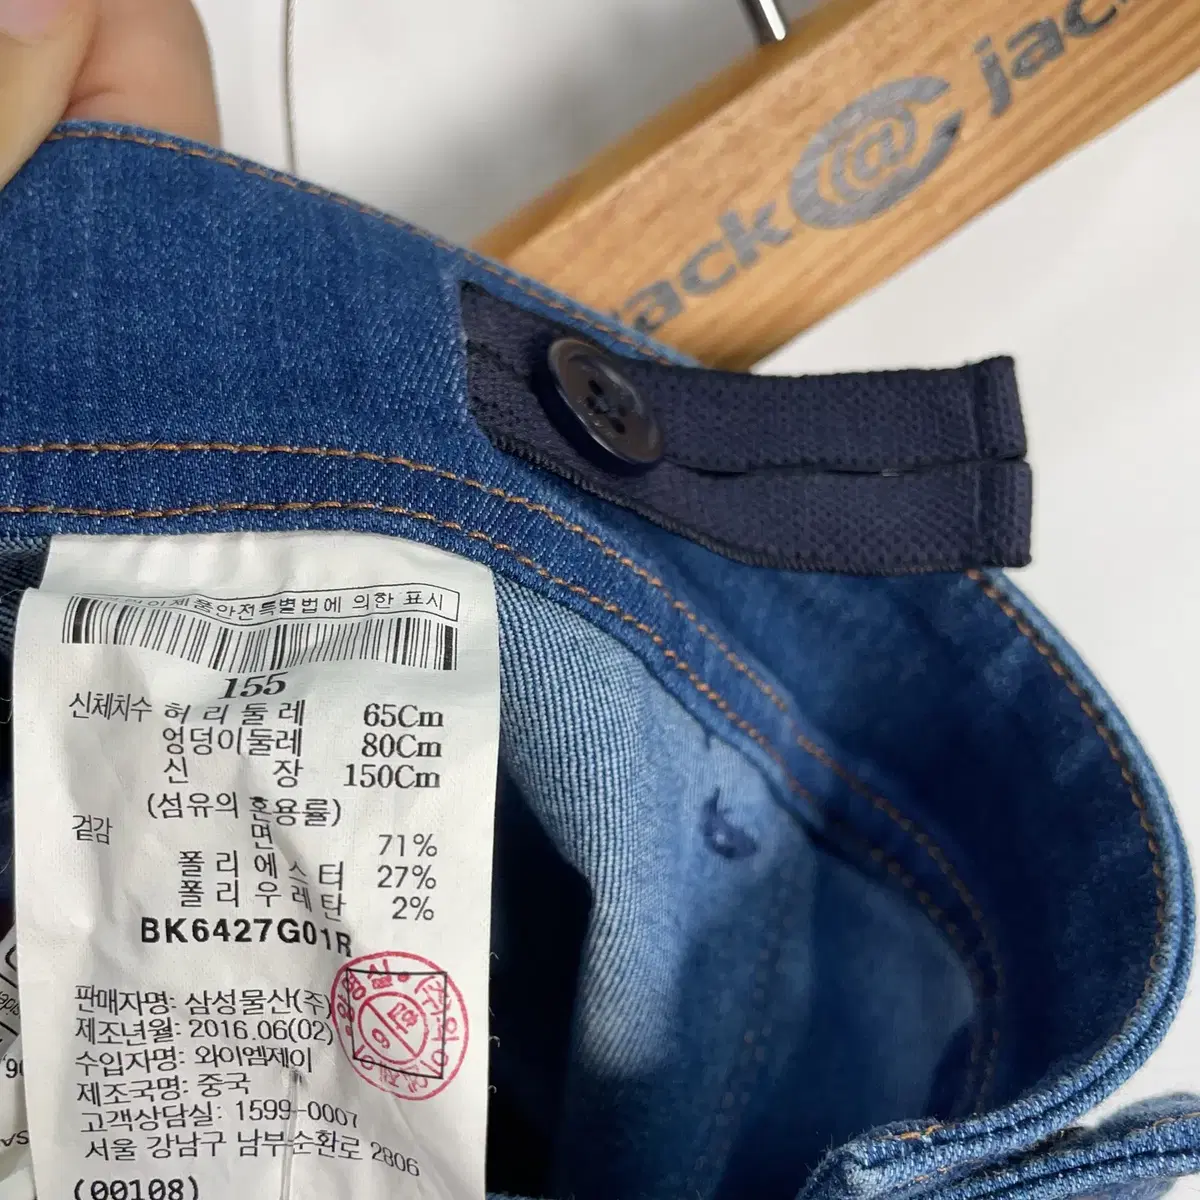 jack
jack
제품안전특별법에 의한 표시
155
신체치수 허 리 둘 레 65Cm
엉덩이둘레 80Cm
신 장 150Cm
(섬유의 혼용률)
겉감 면 71%
폴 리 에 스 터 27%
폴 리 우 레 탄 2%
BK6427G01R
판매자명: 삼성물산(주)
제조년월: 2016.06(02)
수입자명: 와이엠제이
제조국명: 중국
고객상담실: 1599-0007
서울 강남구 남부순환로 2806
(00108)